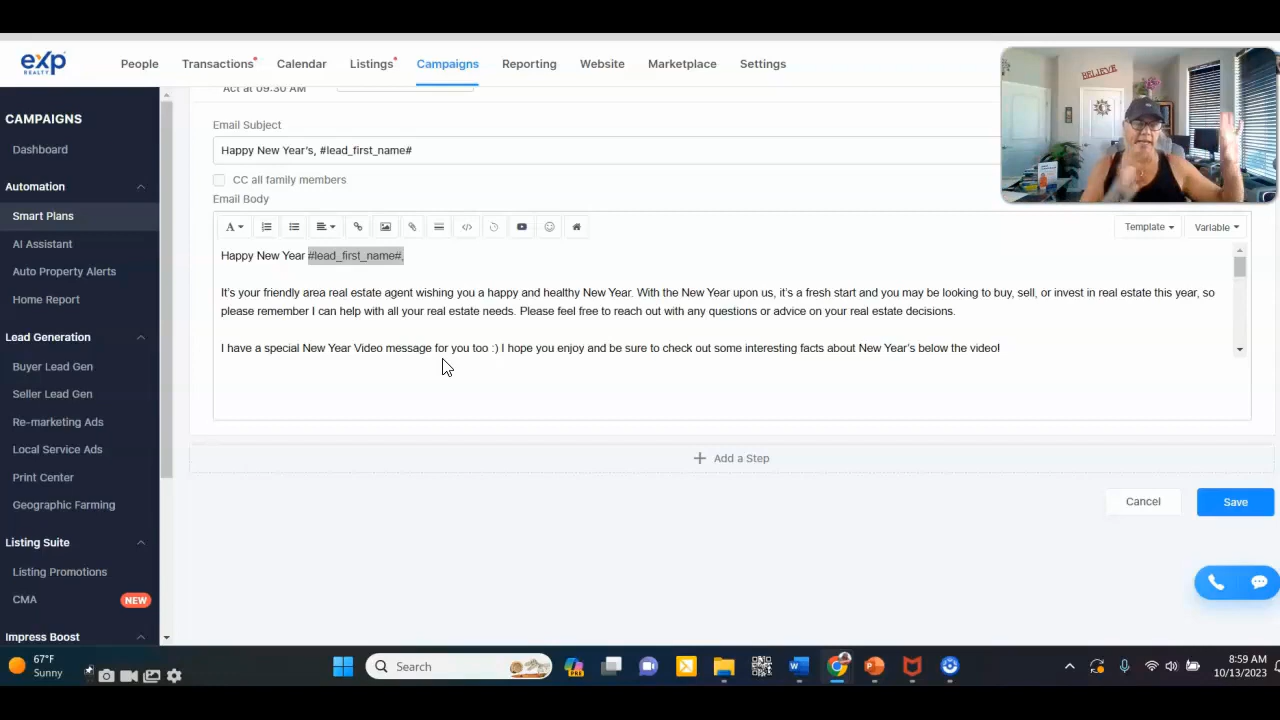 exp
REALTY
People
Transactions
Calendar
Listings
Campaigns
Reporting
Website
Marketplace
Settings
BELIEVE
CAMPAIGNS
Dashboard
Automation
Smart Plans
AI Assistant
Auto Property Alerts
Home Report
Lead Generation
Buyer Lead Gen
Seller Lead Gen
Re-marketing Ads
Local Service Ads
Print Center
Geographic Farming
Listing Suite
Listing Promotions
CMA NEW
Impress Boost
Act at 09:30 AM
Email Subject
Happy New Year's, #lead_first_name#
CC all family members
Email Body
A
Template
Variable
Happy New Year #lead_first_name#,
It's your friendly area real estate agent wishing you a happy and healthy New Year. With the New Year upon us, it's a fresh start and you may be looking to buy, sell, or invest in real estate this year, so
please remember I can help with all your real estate needs. Please feel free to reach out with any questions or advice on your real estate decisions.
I have a special New Year Video message for you too :) I hope you enjoy and be sure to check out some interesting facts about New Year's below the video!
+ Add a Step
Cancel
Save
67°F
Sunny
Search
PRE
8:59 AM
10/13/2023